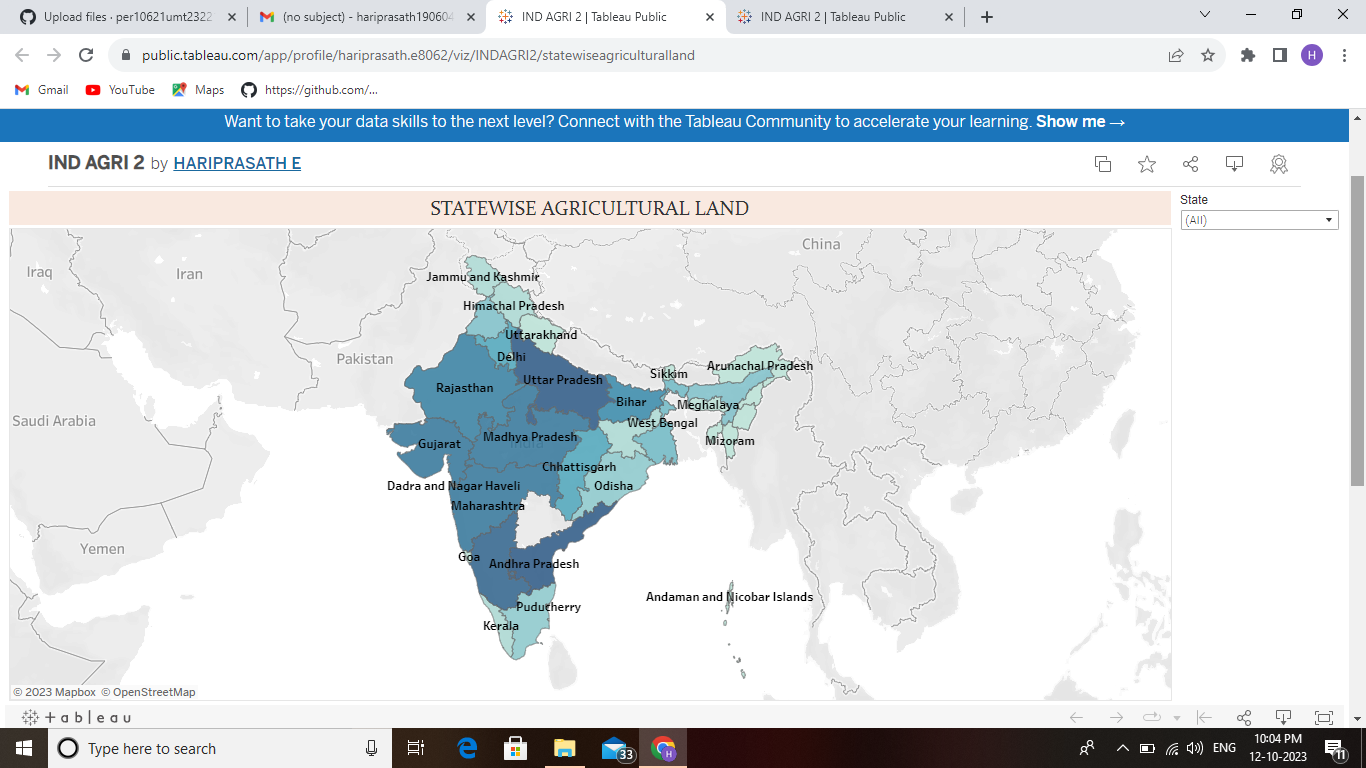 Upload files · per10621umt2322
(no subject) - hariprasath19060
IND AGRI 2 | Tableau Public
IND AGRI 2 | Tableau Public
public.tableau.com/app/profile/hariprasath.e8062/viz/INDAGRI2/statewiseagriculturalland
H
Gmail
YouTube
Maps
https://github.com/...
Want to take your data skills to the next level? Connect with the Tableau Community to accelerate your learning. Show me →
IND AGRI 2 by HARIPRASATH E
STATEWISE AGRICULTURAL LAND
State
(All)
China
Iraq
Iran
Jammu and Kashmir
Himachal Pradesh
Uttarakhand
Pakistan
Delhi
Sikkim
Arunachal Pradesh
Rajasthan
Uttar Pradesh
Bihar
Meghalaya
Saudi Arabia
West Bengal
Gujarat
Madhya Pradesh
India
Mizoram
Chhattisgarh
Dadra and Nagar Haveli
Odisha
Maharashtra
Yemen
Goa
Andhra Pradesh
Andaman and Nicobar Islands
Puducherry
Kerala
© 2023 Mapbox © OpenStreetMap
+ a b l e a u
Type here to search
33
H
ENG
10:04 PM
12-10-2023
11